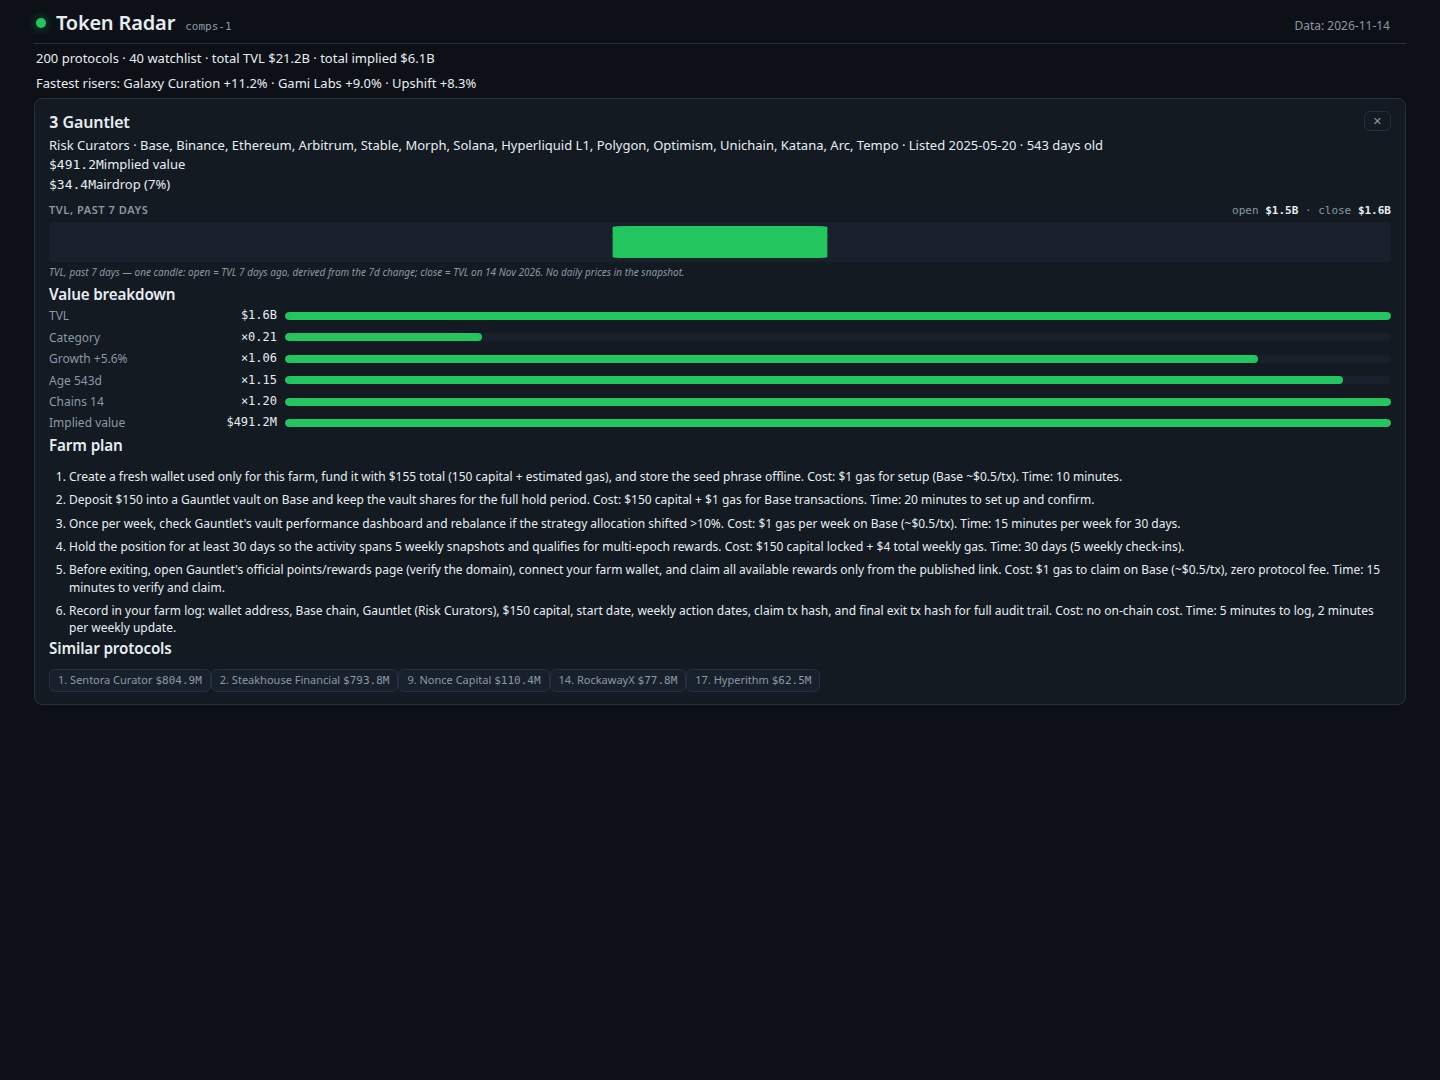 Token Radar comps-1
Data: 2026-11-14
200 protocols · 40 watchlist · total TVL $21.2B · total implied $6.1B
Fastest risers: Galaxy Curation +11.2% · Gami Labs +9.0% · Upshift +8.3%
3 Gauntlet
✕
Risk Curators · Base, Binance, Ethereum, Arbitrum, Stable, Morph, Solana, Hyperliquid L1, Polygon, Optimism, Unichain, Katana, Arc, Tempo · Listed 2025-05-20 · 543 days old
$491.2Mimplied value
$34.4Mairdrop (7%)
TVL, PAST 7 DAYS
open $1.5B · close $1.6B
TVL, past 7 days — one candle: open = TVL 7 days ago, derived from the 7d change; close = TVL on 14 Nov 2026. No daily prices in the snapshot.
Value breakdown
TVL $1.6B
Category ×0.21
Growth +5.6% ×1.06
Age 543d ×1.15
Chains 14 ×1.20
Implied value $491.2M
Farm plan
1. Create a fresh wallet used only for this farm, fund it with $155 total (150 capital + estimated gas), and store the seed phrase offline. Cost: $1 gas for setup (Base ~$0.5/tx). Time: 10 minutes.
2. Deposit $150 into a Gauntlet vault on Base and keep the vault shares for the full hold period. Cost: $150 capital + $1 gas for Base transactions. Time: 20 minutes to set up and confirm.
3. Once per week, check Gauntlet's vault performance dashboard and rebalance if the strategy allocation shifted >10%. Cost: $1 gas per week on Base (~$0.5/tx). Time: 15 minutes per week for 30 days.
4. Hold the position for at least 30 days so the activity spans 5 weekly snapshots and qualifies for multi-epoch rewards. Cost: $150 capital locked + $4 total weekly gas. Time: 30 days (5 weekly check-ins).
5. Before exiting, open Gauntlet's official points/rewards page (verify the domain), connect your farm wallet, and claim all available rewards only from the published link. Cost: $1 gas to claim on Base (~$0.5/tx), zero protocol fee. Time: 15
minutes to verify and claim.
6. Record in your farm log: wallet address, Base chain, Gauntlet (Risk Curators), $150 capital, start date, weekly action dates, claim tx hash, and final exit tx hash for full audit trail. Cost: no on-chain cost. Time: 5 minutes to log, 2 minutes
per weekly update.
Similar protocols
1. Sentora Curator $804.9M 2. Steakhouse Financial $793.8M 9. Nonce Capital $110.4M 14. RockawayX $77.8M 17. Hyperithm $62.5M